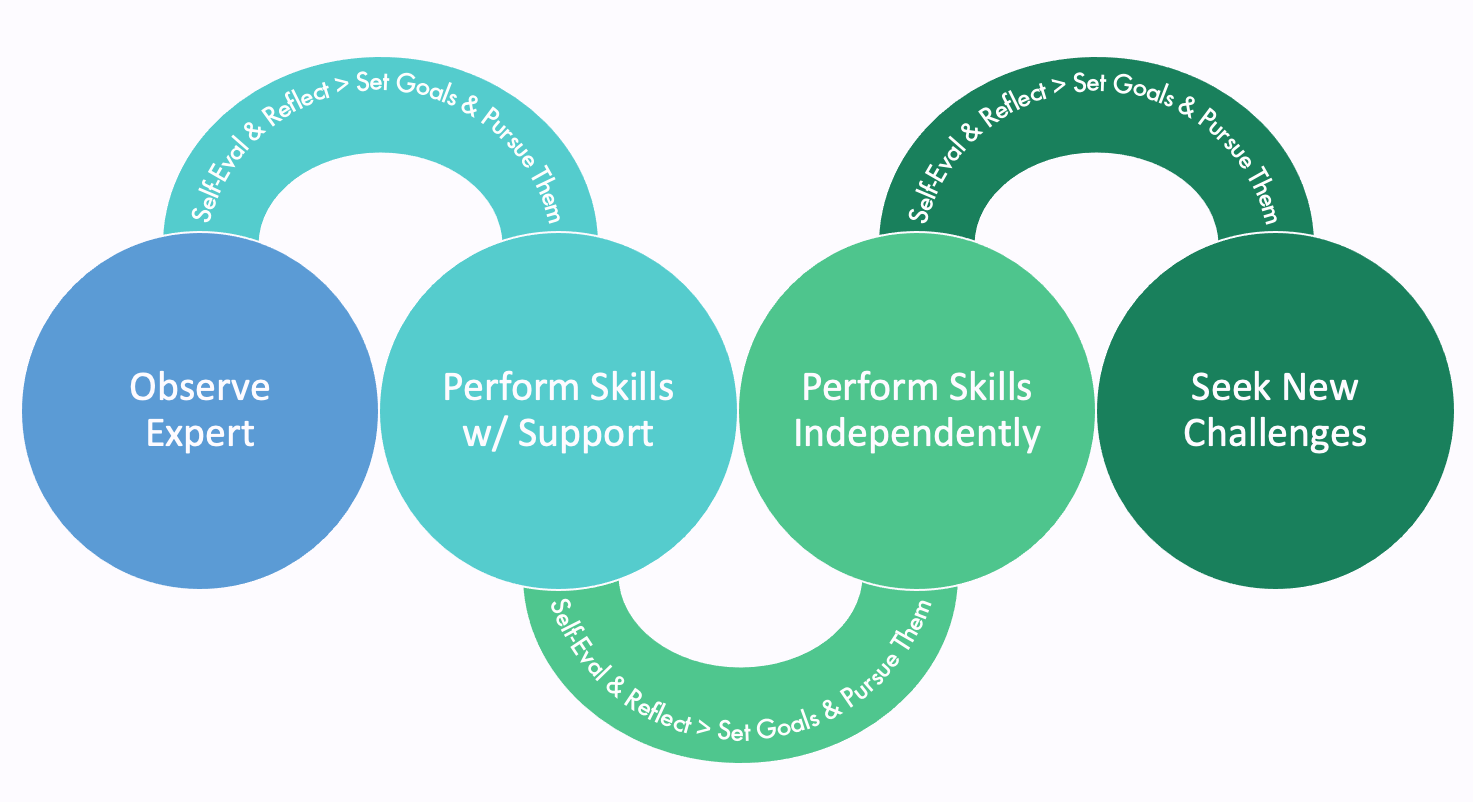 Self-Eval & Reflect > Set Goals & Pursue Them
Self-Eval & Reflect > Set Goals & Pursue Them
Observe
Expert
Perform Skills
w/ Support
Perform Skills
Independently
Seek New
Challenges
Self-Eval & Reflect > Set Goals & Pursue Them